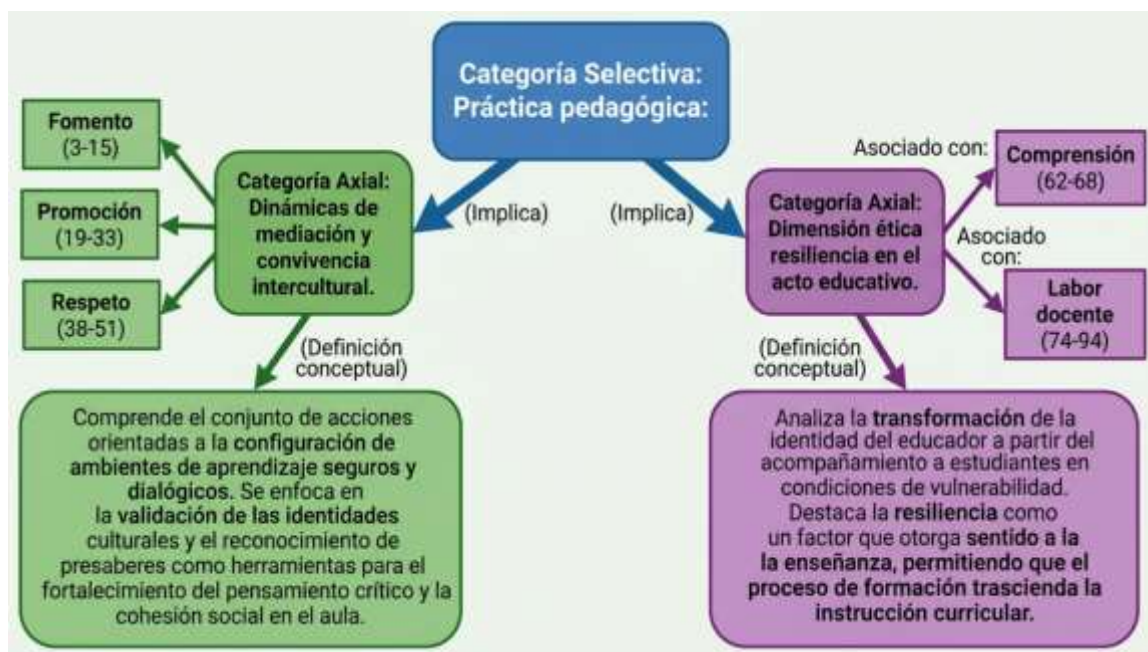 Categoría Selectiva:
Práctica pedagógica:
Fomento
(3-15)
Promoción
(19-33)
Respeto
(38-51)
Categoría Axial:
Dinámicas de
mediación y
convivencia
intercultural.
(Implica)
(Implica)
Categoría Axial:
Dimensión ética
resiliencia en el
acto educativo.
Asociado con:
Comprensión
(62-68)
Asociado
con:
Labor
docente
(74-94)
(Definición
conceptual)
Comprende el conjunto de acciones
orientadas a la configuración de
ambientes de aprendizaje seguros y
dialógicos. Se enfoca en
la validación de las identidades
culturales y el reconocimiento de
presaberes como herramientas para el
fortalecimiento del pensamiento crítico y la
cohesión social en el aula.
(Definición
conceptual)
Analiza la transformación de la
identidad del educador a partir del
acompañamiento a estudiantes en
condiciones de vulnerabilidad.
Destaca la resiliencia como
un factor que otorga sentido a la
la enseñanza, permitiendo que el
proceso de formación trascienda la
instrucción curricular.